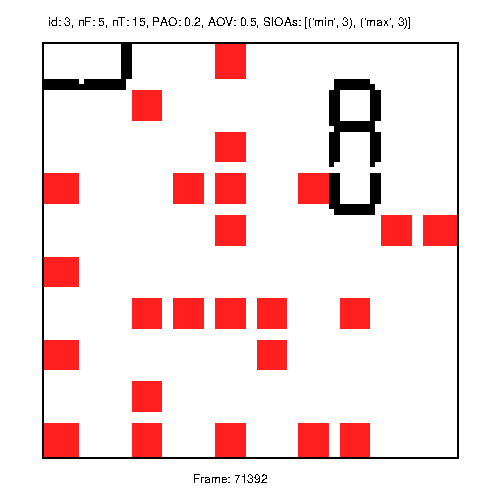 id: 3, nF: 5, nT: 15, PAO: 0.2, AOV: 0.5, SIOAs: [('min', 3), ('max', 3)]
Frame: 71392